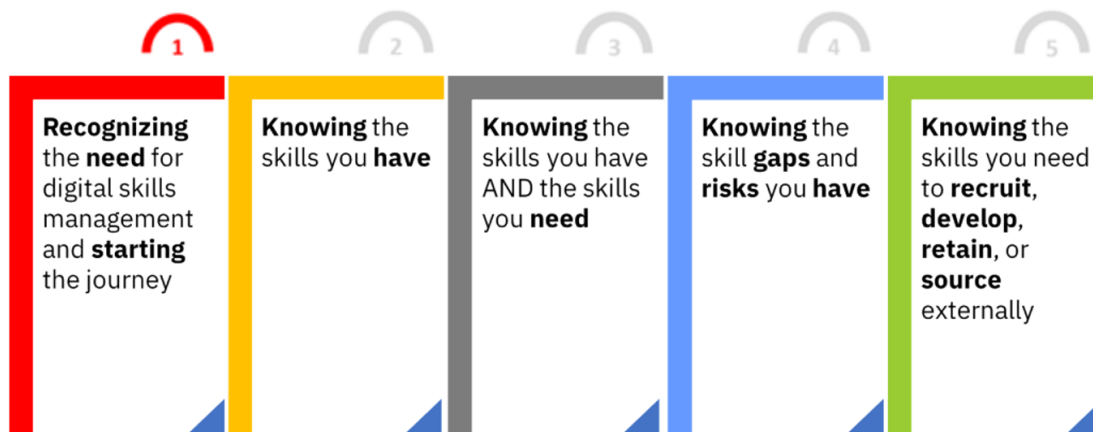 1
2
3
4
5
Recognizing
the need for
digital skills
management
and starting
the journey
Knowing the
skills you have
Knowing the
skills you have
AND the skills
you need
Knowing the
skill gaps and
risks you have
Knowing the
skills you need
to recruit,
develop,
retain, or
source
externally